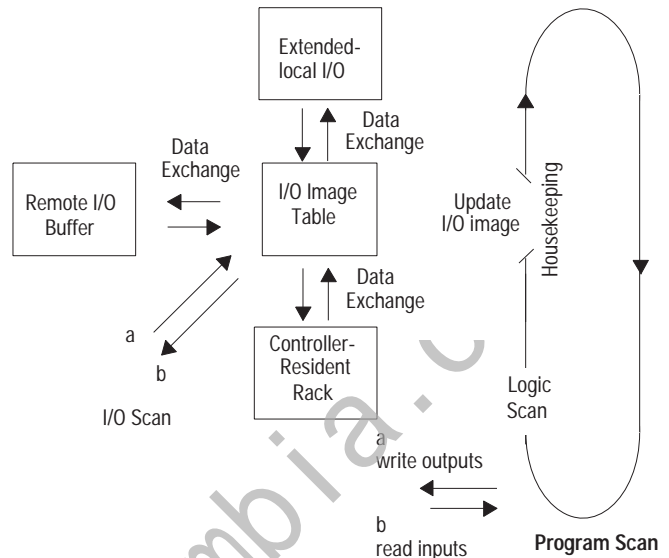 Extended-
local I/O
Data
Exchange
Data
Exchange
Remote I/O
Buffer
I/O Image
Table
Update
I/O image
Housekeeping
Data
Exchange
a
b
I/O Scan
Controller-
Resident
Rack
Logic
Scan
a
write outputs
b
read inputs
Program Scan
mbia.c